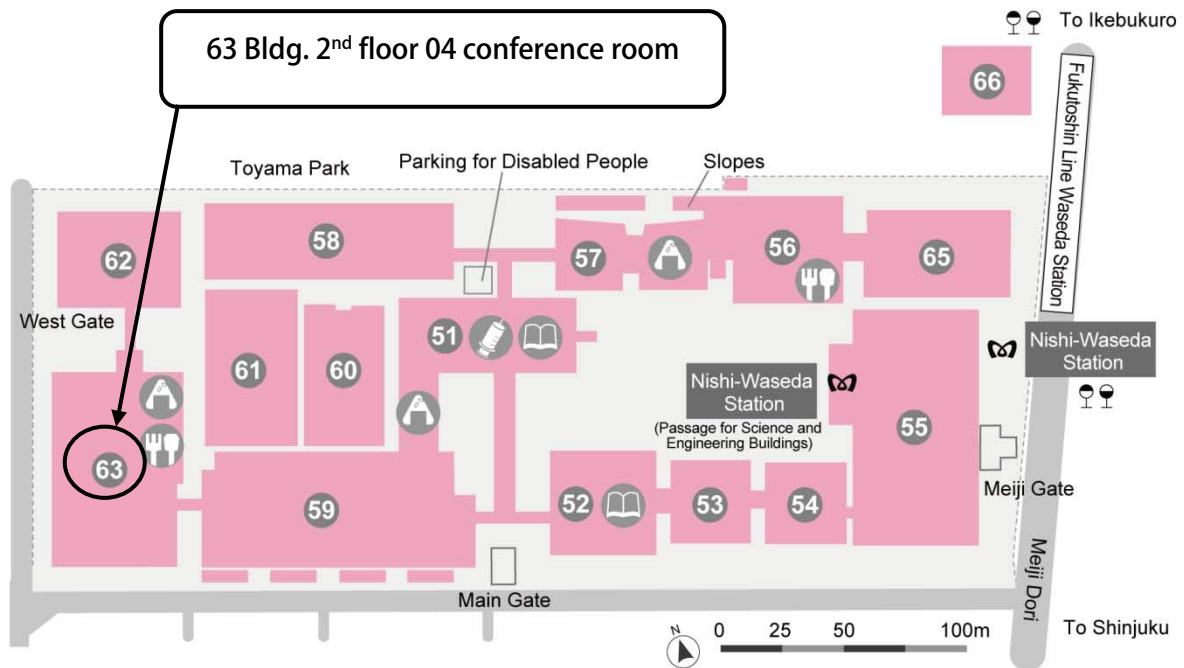 63 Bldg. 2nd floor 04 conference room
To Ikebukuro
66
Fukutoshin Line Waseda Station
Toyama Park
Parking for Disabled People
Slopes
58
57
56
65
62
West Gate
51
61
60
Nishi-Waseda
Station
Nishi-Waseda
Station
(Passage for Science and
Engineering Buildings)
55
63
59
52
53
54
Meiji Gate
Main Gate
Meiji Dori
N
0 25 50 100m
To Shinjuku